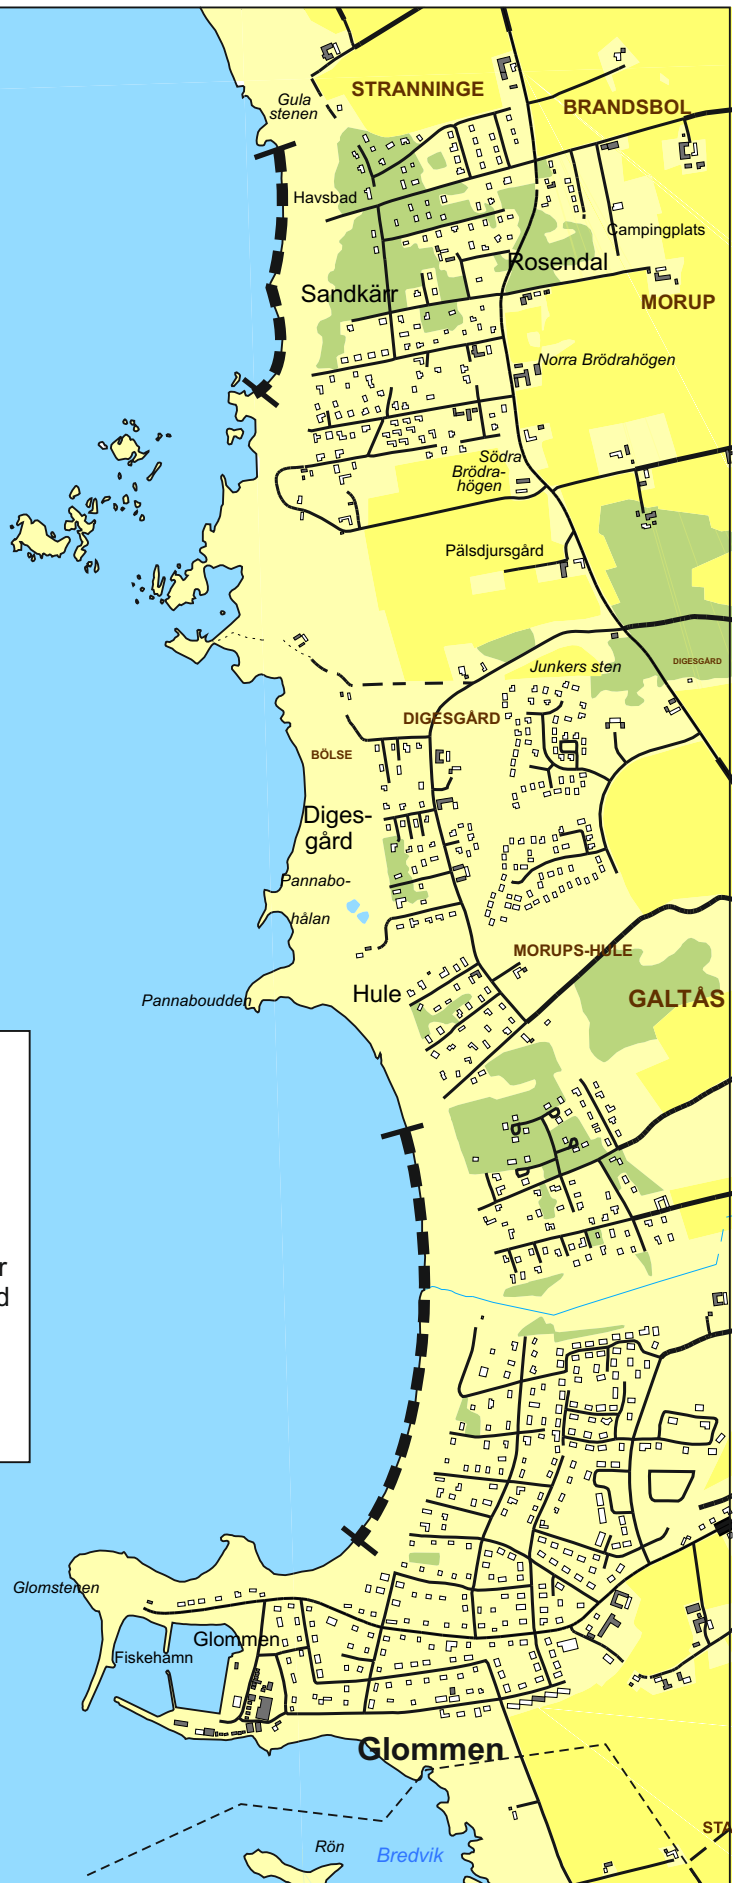 STRANNINGE
BRANDSBOL
Gula
stenen
Havsbad
Campingplats
Rosendal
Sandkärr
MORUP
Norra Brödrahögen
Södra
Brödra-
högen
Pälsdjursgård
Junkers sten
DIGESGÅRD
DIGESGÅRD
BÖLSE
Diges-
gård
Pannabo-
hålan
MORUPS-HULE
Hule
GALTÅS
Pannaboudden
r
d
Glomstenen
Glommen
Fiskehamn
Glommen
STA
Rön
Bredvik